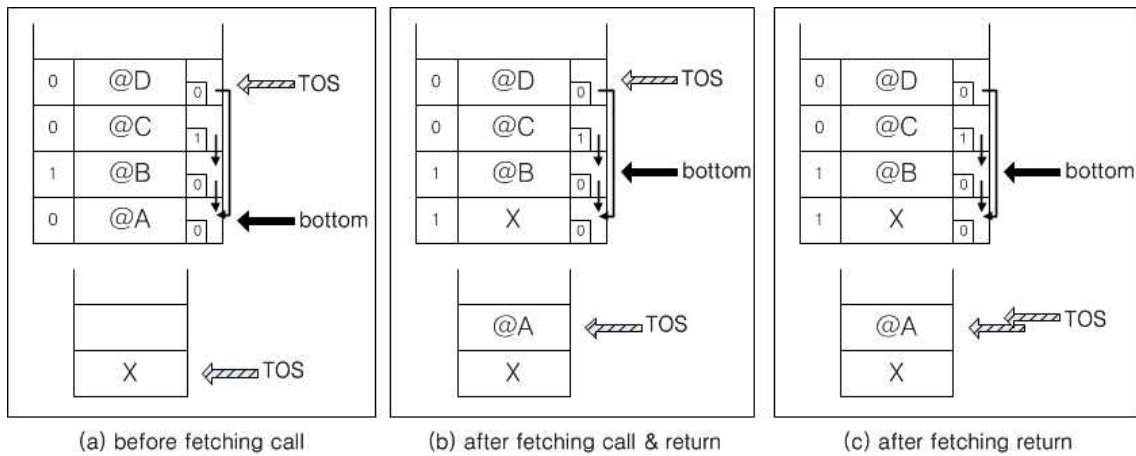 0 @D 0 TOS
0 @C 1
1 @B 0
0 @A 0 bottom
X TOS
(a) before fetching call
0 @D 0 TOS
0 @C 1
1 @B 0 bottom
1 X 0
@A TOS
X
(b) after fetching call & return
0 @D 0
0 @C 1
1 @B 0 bottom
1 X 0
@A TOS
X
(c) after fetching return